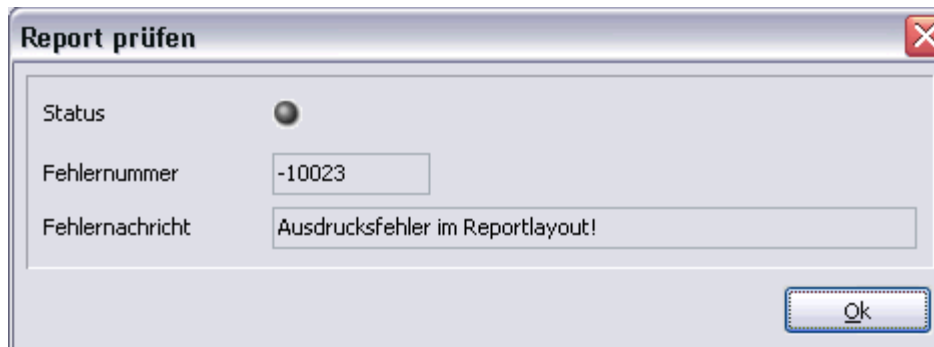 Report prüfen
Status
Fehlernummer -10023
Fehlernachricht Ausdrucksfehler im Reportlayout!
Ok